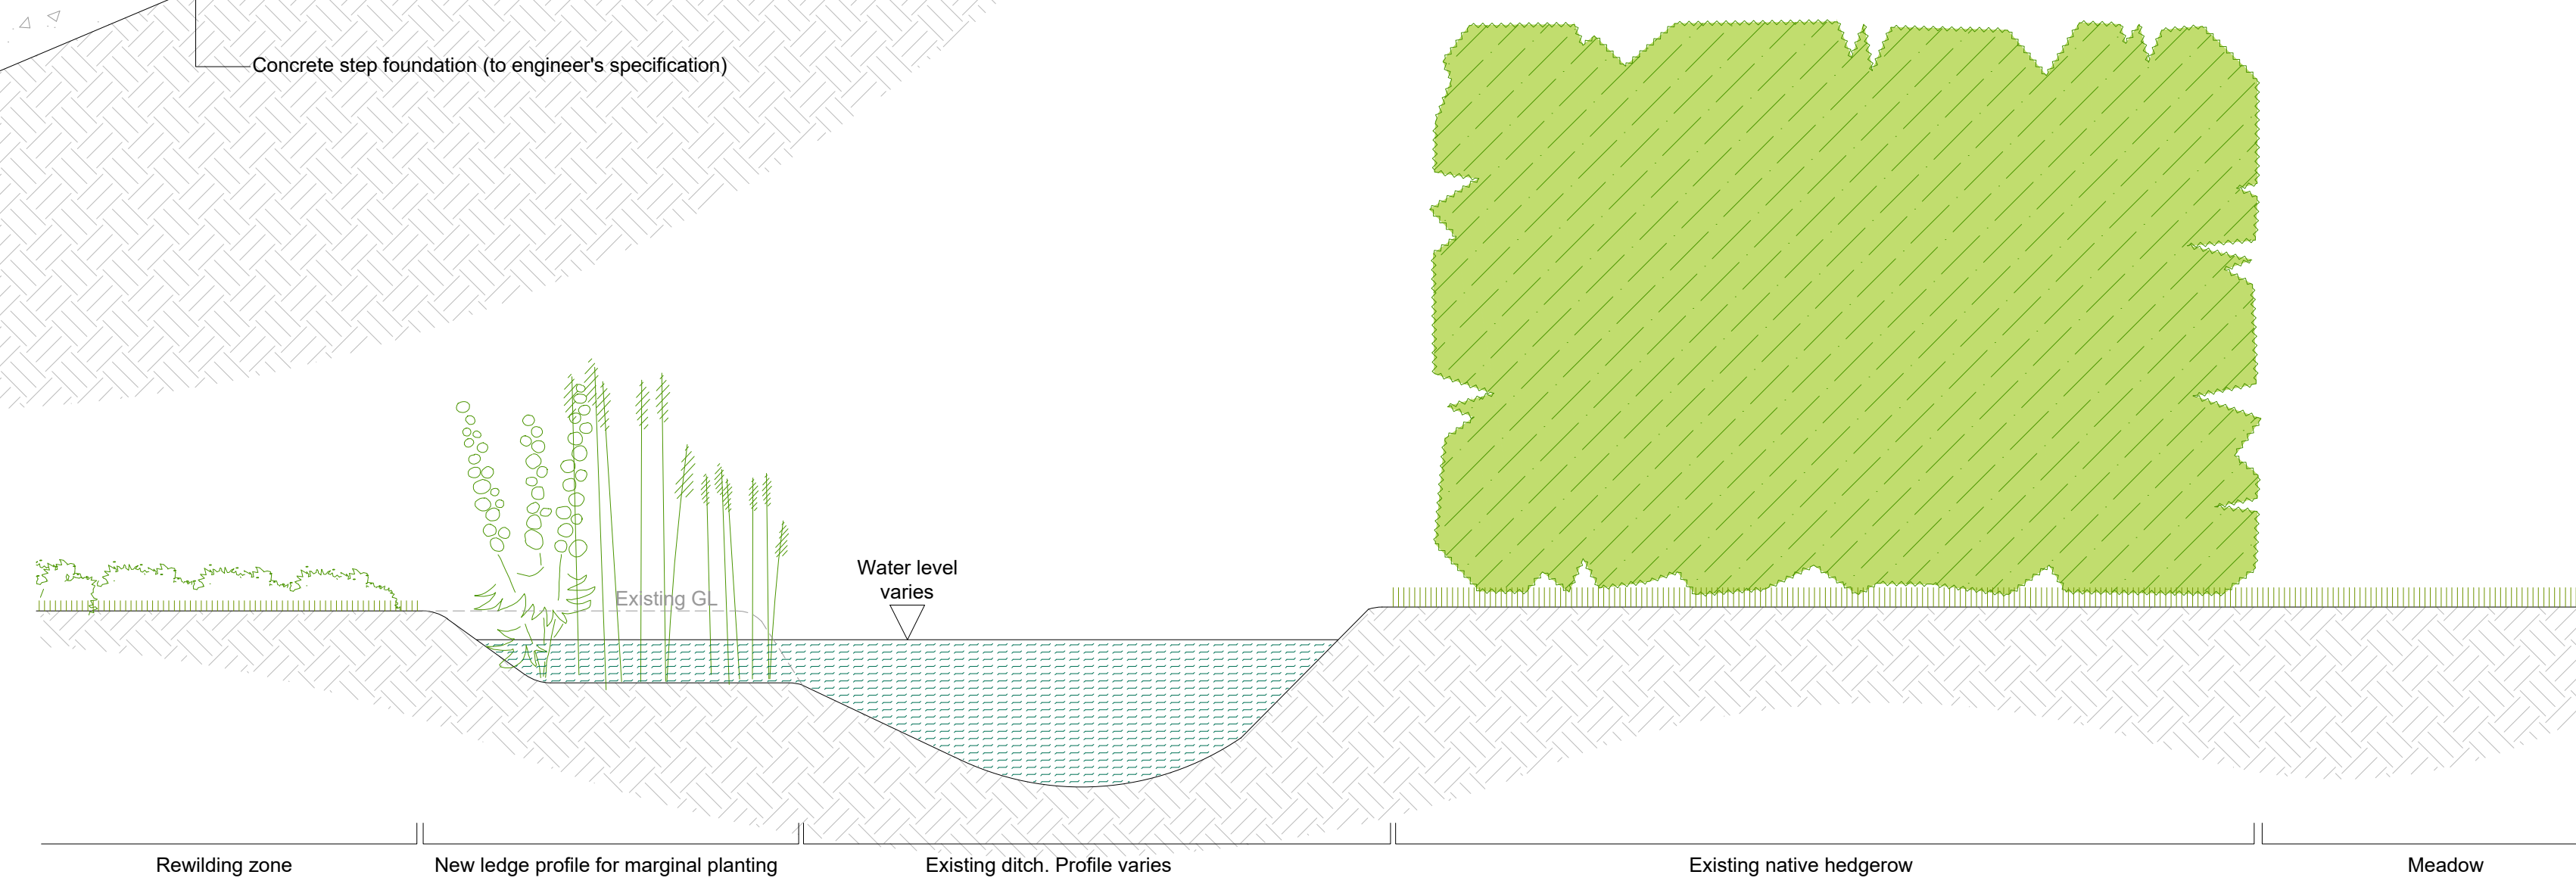 Concrete step foundation (to engineer's specification)
Existing GL
Water level
varies
Rewilding zone
New ledge profile for marginal planting
Existing ditch. Profile varies
Existing native hedgerow
Meadow